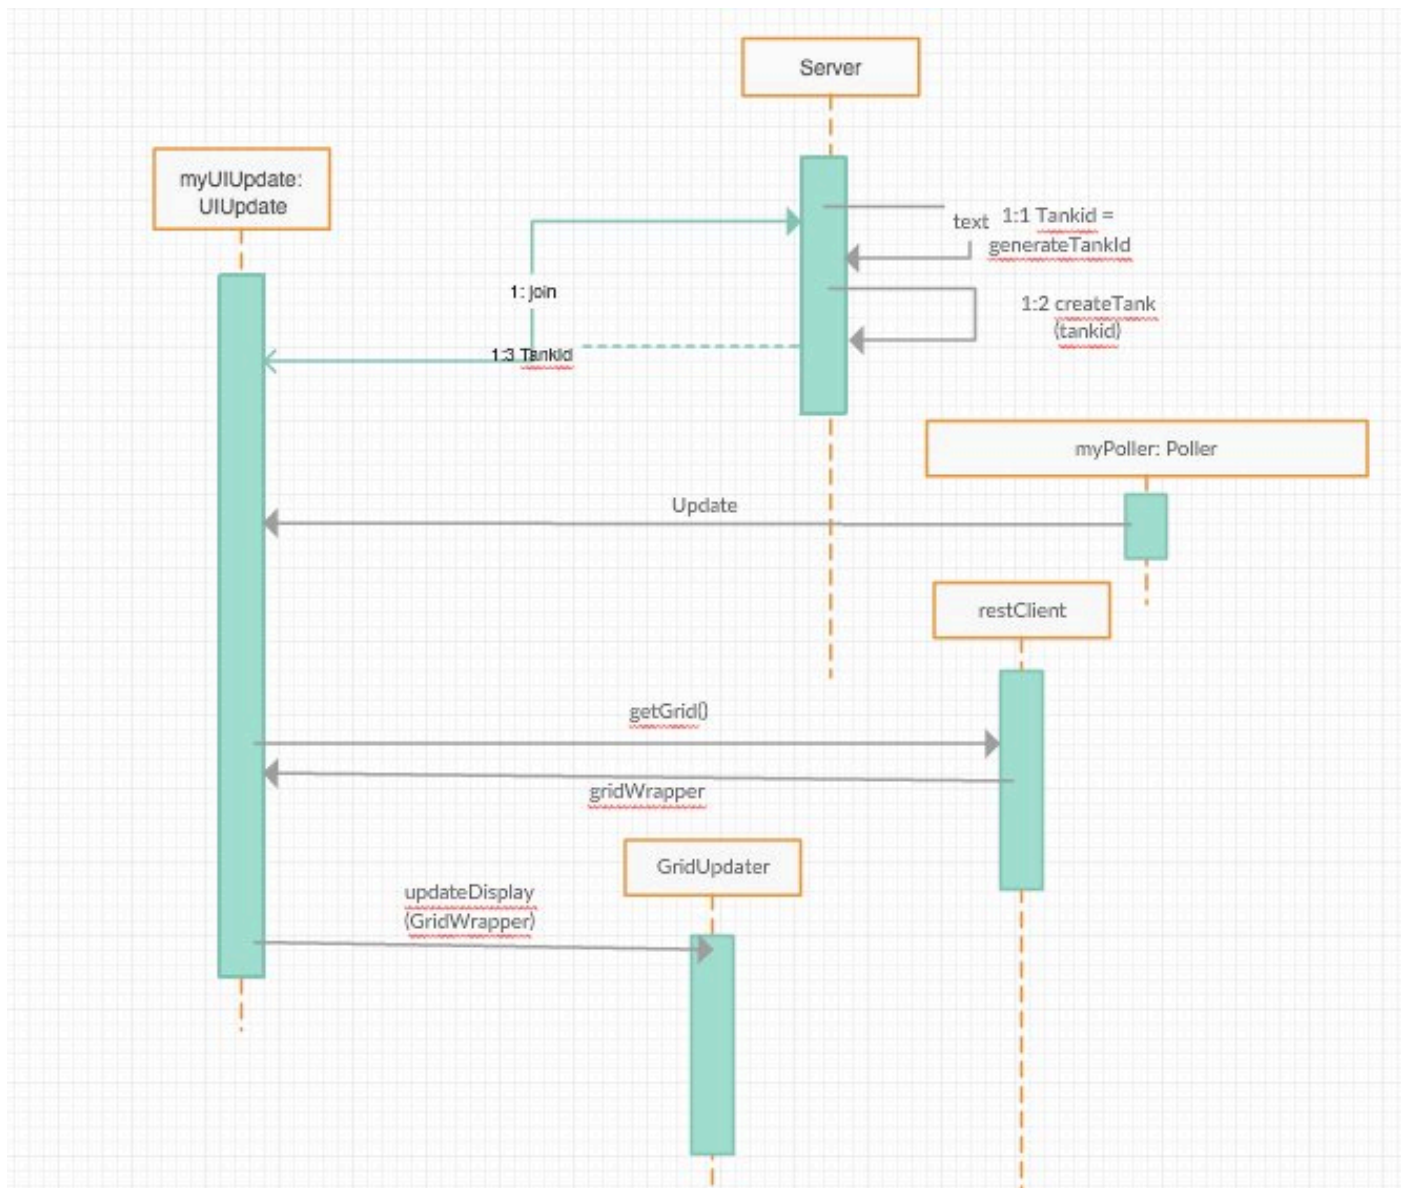 Server
myUIUpdate:
UIUpdate
text
1:1 Tankid =
generateTankId
1: join
1:2 createTank
(tankid)
1:3 TankId
myPoller: Poller
Update
restClient
getGrid()
gridWrapper
GridUpdater
updateDisplay
(GridWrapper)